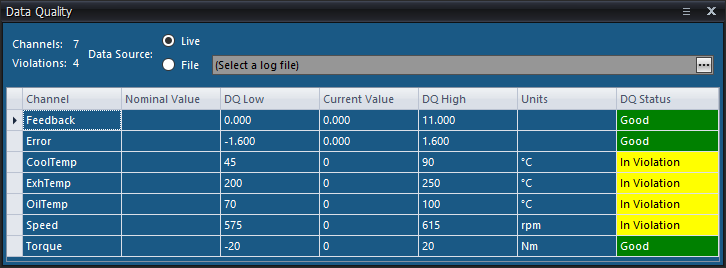 Data Quality
Channels: 7
Violations: 4
Data Source:
Live
File
(Select a log file)
...
Channel Nominal Value DQ Low Current Value DQ High Units DQ Status
Feedback 0.000 0.000 11.000 Good
Error -1.600 0.000 1.600 Good
CoolTemp 45 0 90 °C In Violation
ExhTemp 200 0 250 °C In Violation
OilTemp 70 0 100 °C In Violation
Speed 575 0 615 rpm In Violation
Torque -20 0 20 Nm Good